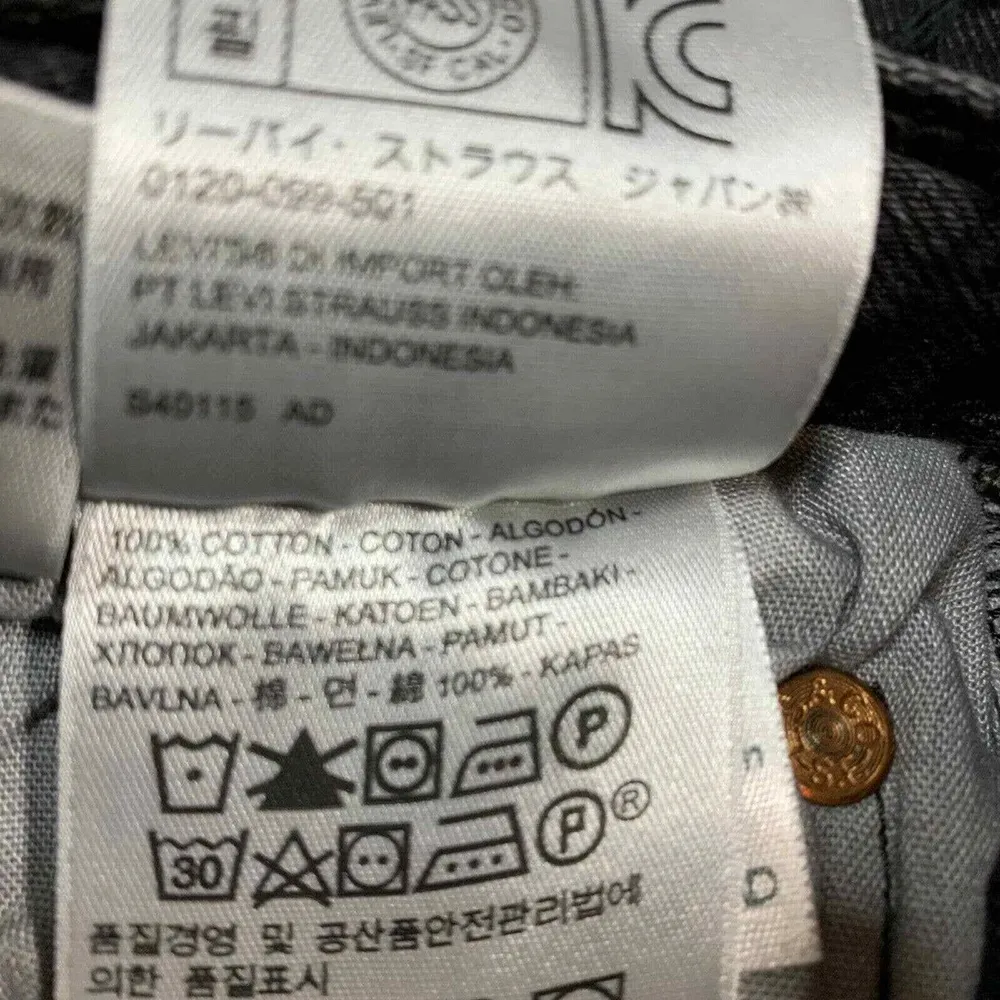 OF CAL
リーバイ・ストラウス ジャパン㈱
0120-099-501
LEVI'S® DI IMPORT OLEH:
PT LEVI STRAUSS INDONESIA
JAKARTA - INDONESIA
S40115 AD
100% COTTON - COTON - ALGODÓN -
ALGODÃO - PAMUK - COTONE -
BAUMWOLLE - KATOEN - BAMBAKI -
ХЛОПОК - BAWEŁNA - PAMUT -
BAVLNA - 棉 - 면 - 綿 100% - KAPAS
P
30 P ®
품질경영 및 공산품안전관리법에
의한 품질표시